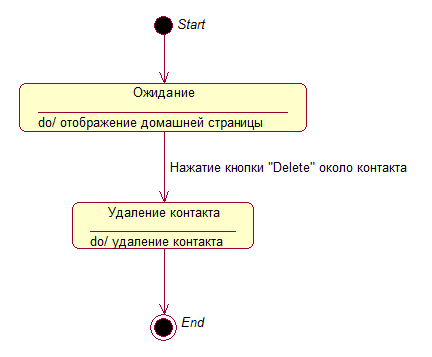 Start
Ожидание
do/ отображение домашней страницы
Нажатие кнопки "Delete" около контакта
Удаление контакта
do/ удаление контакта
End